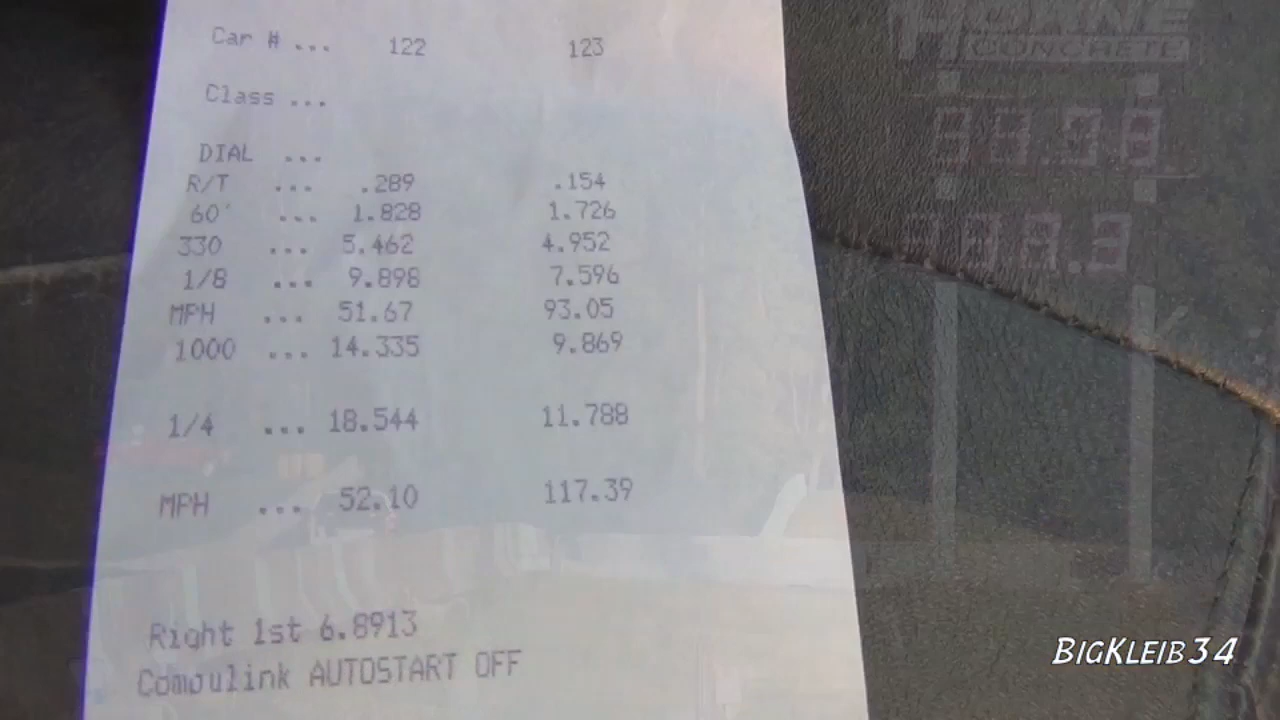 Car # ... 122 123
Class ...
DIAL ...
R/T ... .289 .154
60' ... 1.828 1.726
330 ... 5.462 4.952
1/8 ... 9.898 7.596
MPH ... 51.67 93.05
1000 ... 14.335 9.869
1/4 ... 18.544 11.788
MPH ... 52.10 117.39
Right 1st 6.8913
Compulink AUTOSTART OFF
CONCRETE
BIGKLEIB34